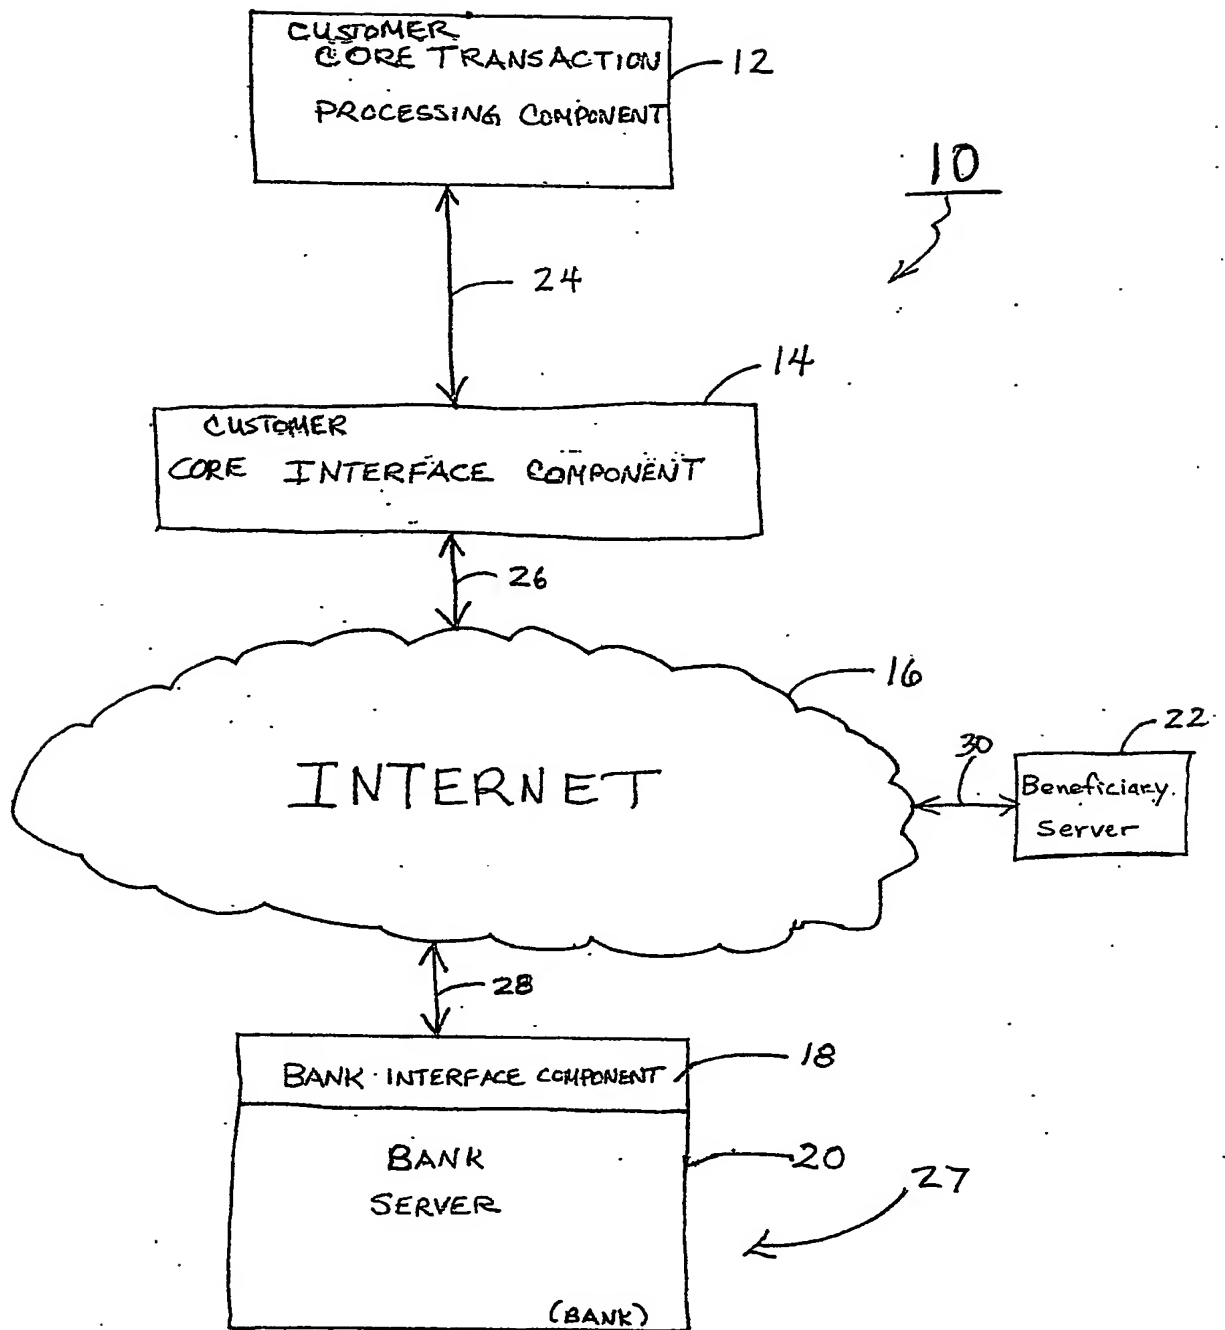 CUSTOMER
CORE TRANSACTION
PROCESSING COMPONENT
12
10
24
14
CUSTOMER
CORE INTERFACE COMPONENT
26
16
INTERNET
22
30
Beneficiary
Server
28
BANK INTERFACE COMPONENT
18
BANK
SERVER
20
27
(BANK)